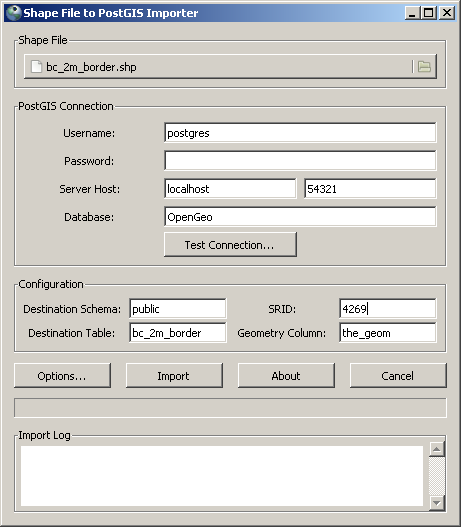 Shape File to PostGIS Importer
Shape File
bc_2m_border.shp
PostGIS Connection
Username: postgres
Password:
Server Host: localhost 54321
Database: OpenGeo
Test Connection...
Configuration
Destination Schema: public SRID: 4269
Destination Table: bc_2m_border Geometry Column: the_geom
Options... Import About Cancel
Import Log